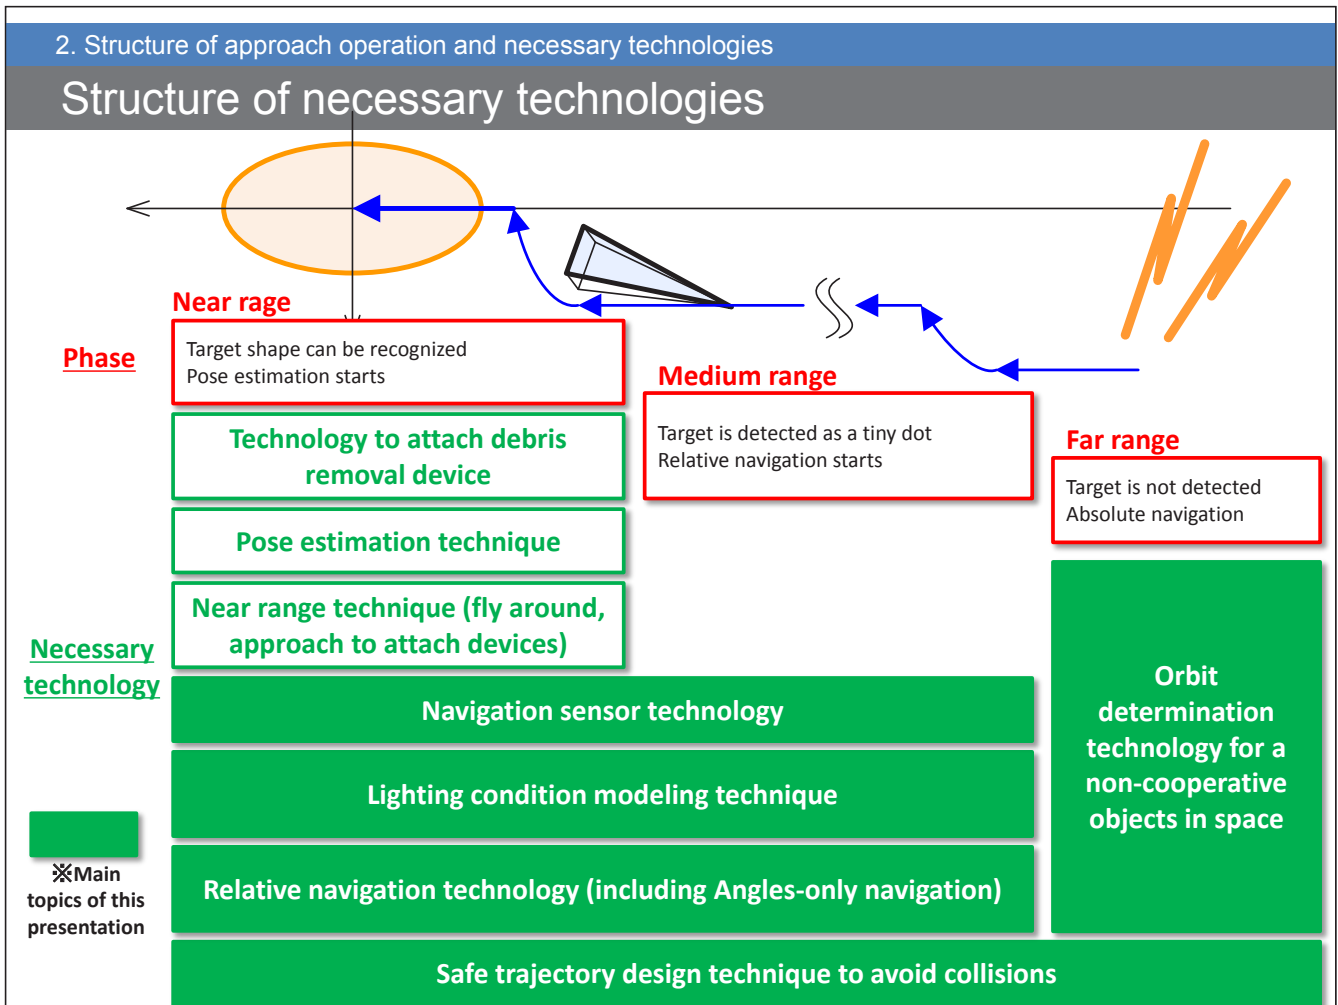 2. Structure of approach operation and necessary technologies
Structure of necessary technologies
Near rage
Phase
Target shape can be recognized
Pose estimation starts
Medium range
Target is detected as a tiny dot
Relative navigation starts
Far range
Target is not detected
Absolute navigation
Technology to attach debris
removal device
Pose estimation technique
Near range technique (fly around,
approach to attach devices)
Necessary
technology
Navigation sensor technology
Lighting condition modeling technique
Relative navigation technology (including Angles-only navigation)
Orbit
determination
technology for a
non-cooperative
objects in space
Safe trajectory design technique to avoid collisions
※Main
topics of this
presentation